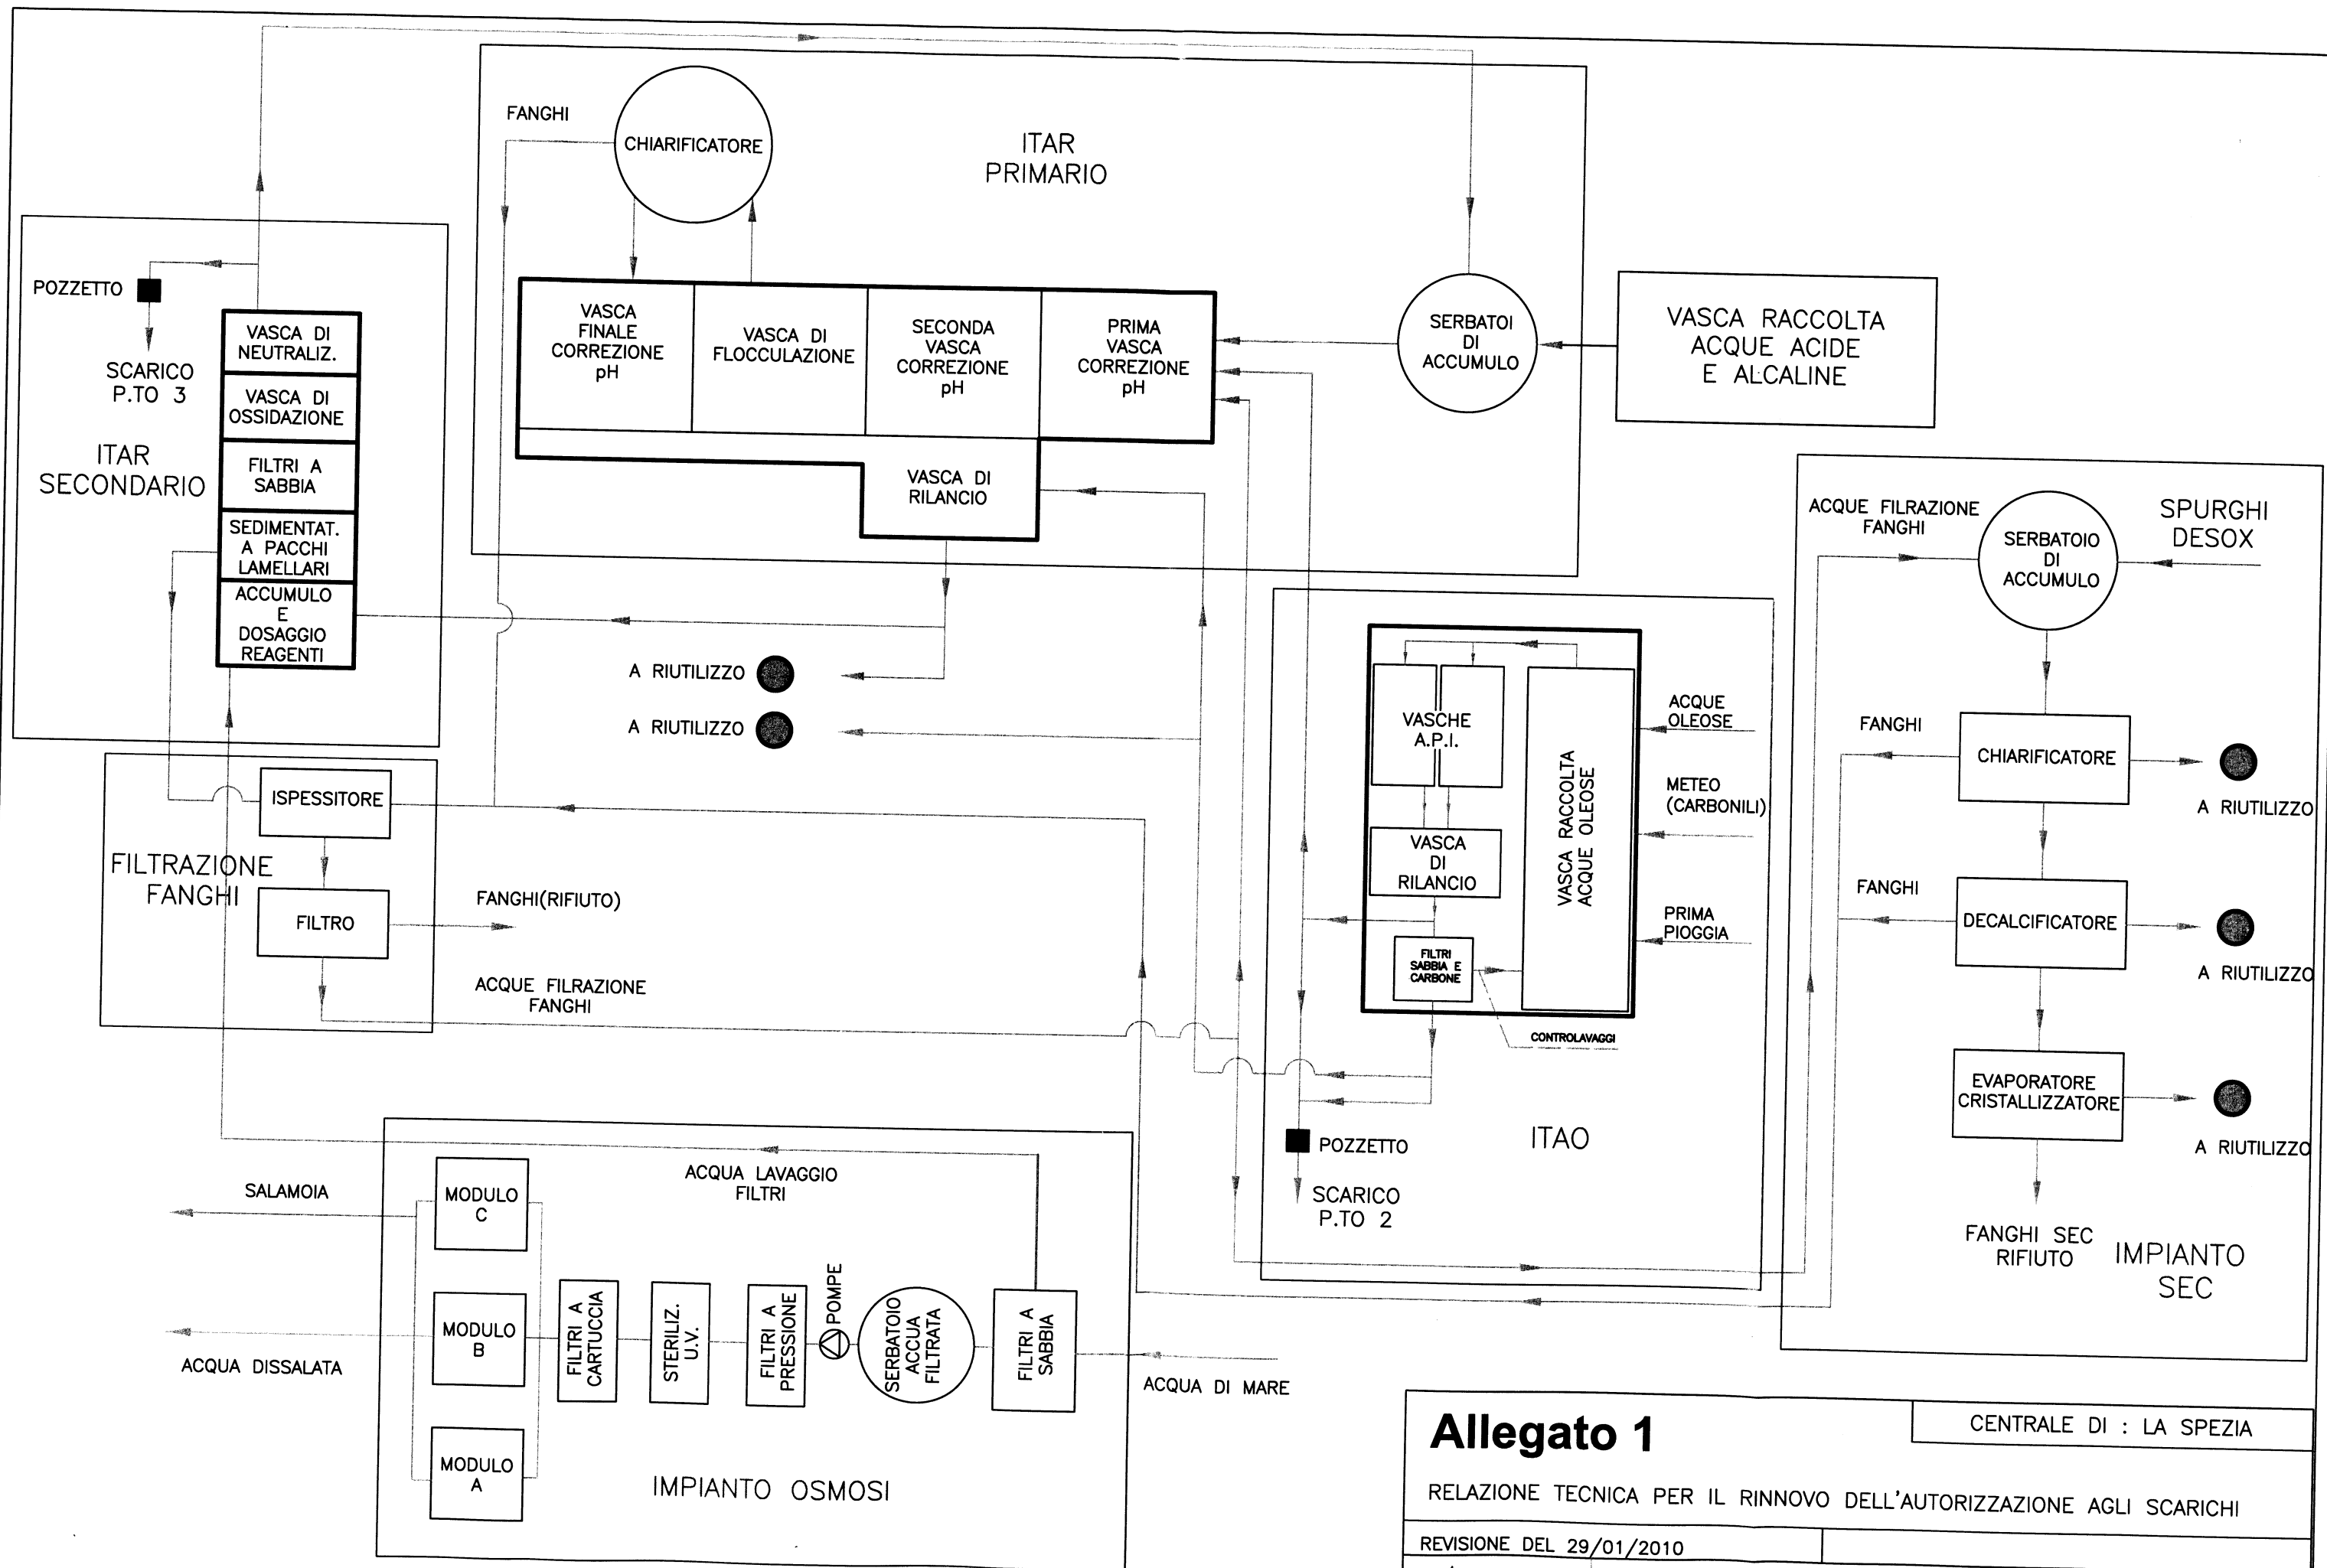 FANGHI
CHIARIFICATORE
ITAR
PRIMARIO
POZZETTO
SCARICO
P.TO 3
ITAR
SECONDARIO
VASCA DI
NEUTRALIZ.
VASCA DI
OSSIDAZIONE
FILTRI A
SABBIA
SEDIMENTAT.
A PACCHI
LAMELLARI
ACCUMULO
E
DOSAGGIO
REAGENTI
VASCA
FINALE
CORREZIONE
pH
VASCA DI
FLOCCULAZIONE
SECONDA
VASCA
CORREZIONE
pH
PRIMA
VASCA
CORREZIONE
pH
VASCA DI
RILANCIO
SERBATOI
DI
ACCUMULO
VASCA RACCOLTA
ACQUE ACIDE
E ALCALINE
A RIUTILIZZO
A RIUTILIZZO
ISPESSITORE
FILTRAZIONE
FANGHI
FILTRO
FANGHI(RIFIUTO)
ACQUE FILRAZIONE
FANGHI
VASCHE
A.P.I.
VASCA
DI
RILANCIO
FILTRI
SABBIA E
CARBONE
VASCA RACCOLTA
ACQUE OLEOSE
ACQUE
OLEOSE
METEO
(CARBONILI)
PRIMA
PIOGGIA
CONTROLAVAGGI
POZZETTO
ITAO
SCARICO
P.TO 2
ACQUE FILRAZIONE
FANGHI
SERBATOIO
DI
ACCUMULO
SPURGHI
DESOX
FANGHI
CHIARIFICATORE
A RIUTILIZZO
FANGHI
DECALCIFICATORE
A RIUTILIZZO
EVAPORATORE
CRISTALLIZZATORE
A RIUTILIZZO
FANGHI SEC
RIFIUTO
IMPIANTO
SEC
SALAMOIA
ACQUA DISSALATA
MODULO
C
MODULO
B
MODULO
A
ACQUA LAVAGGIO
FILTRI
FILTRI A
CARTUCCIA
STERILIZ.
U.V.
FILTRI A
PRESSIONE
POMPE
SERBATOIO
ACCUA
FILTRATA
FILTRI A
SABBIA
ACQUA DI MARE
IMPIANTO OSMOSI
Allegato 1
CENTRALE DI : LA SPEZIA
RELAZIONE TECNICA PER IL RINNOVO DELL'AUTORIZZAZIONE AGLI SCARICHI
REVISIONE DEL 29/01/2010